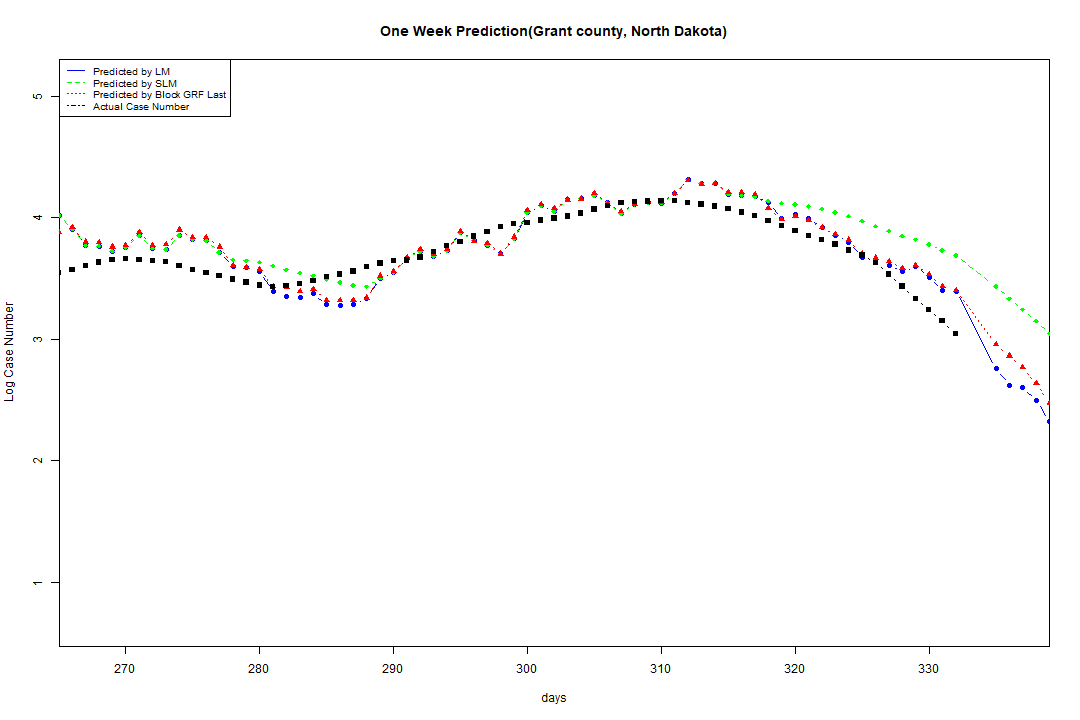 One Week Prediction(Grant county, North Dakota)
Predicted by LM
Predicted by SLM
Predicted by Block GRF Last
Actual Case Number
5
4
3
2
1
Log Case Number
270 280 290 300 310 320 330
days